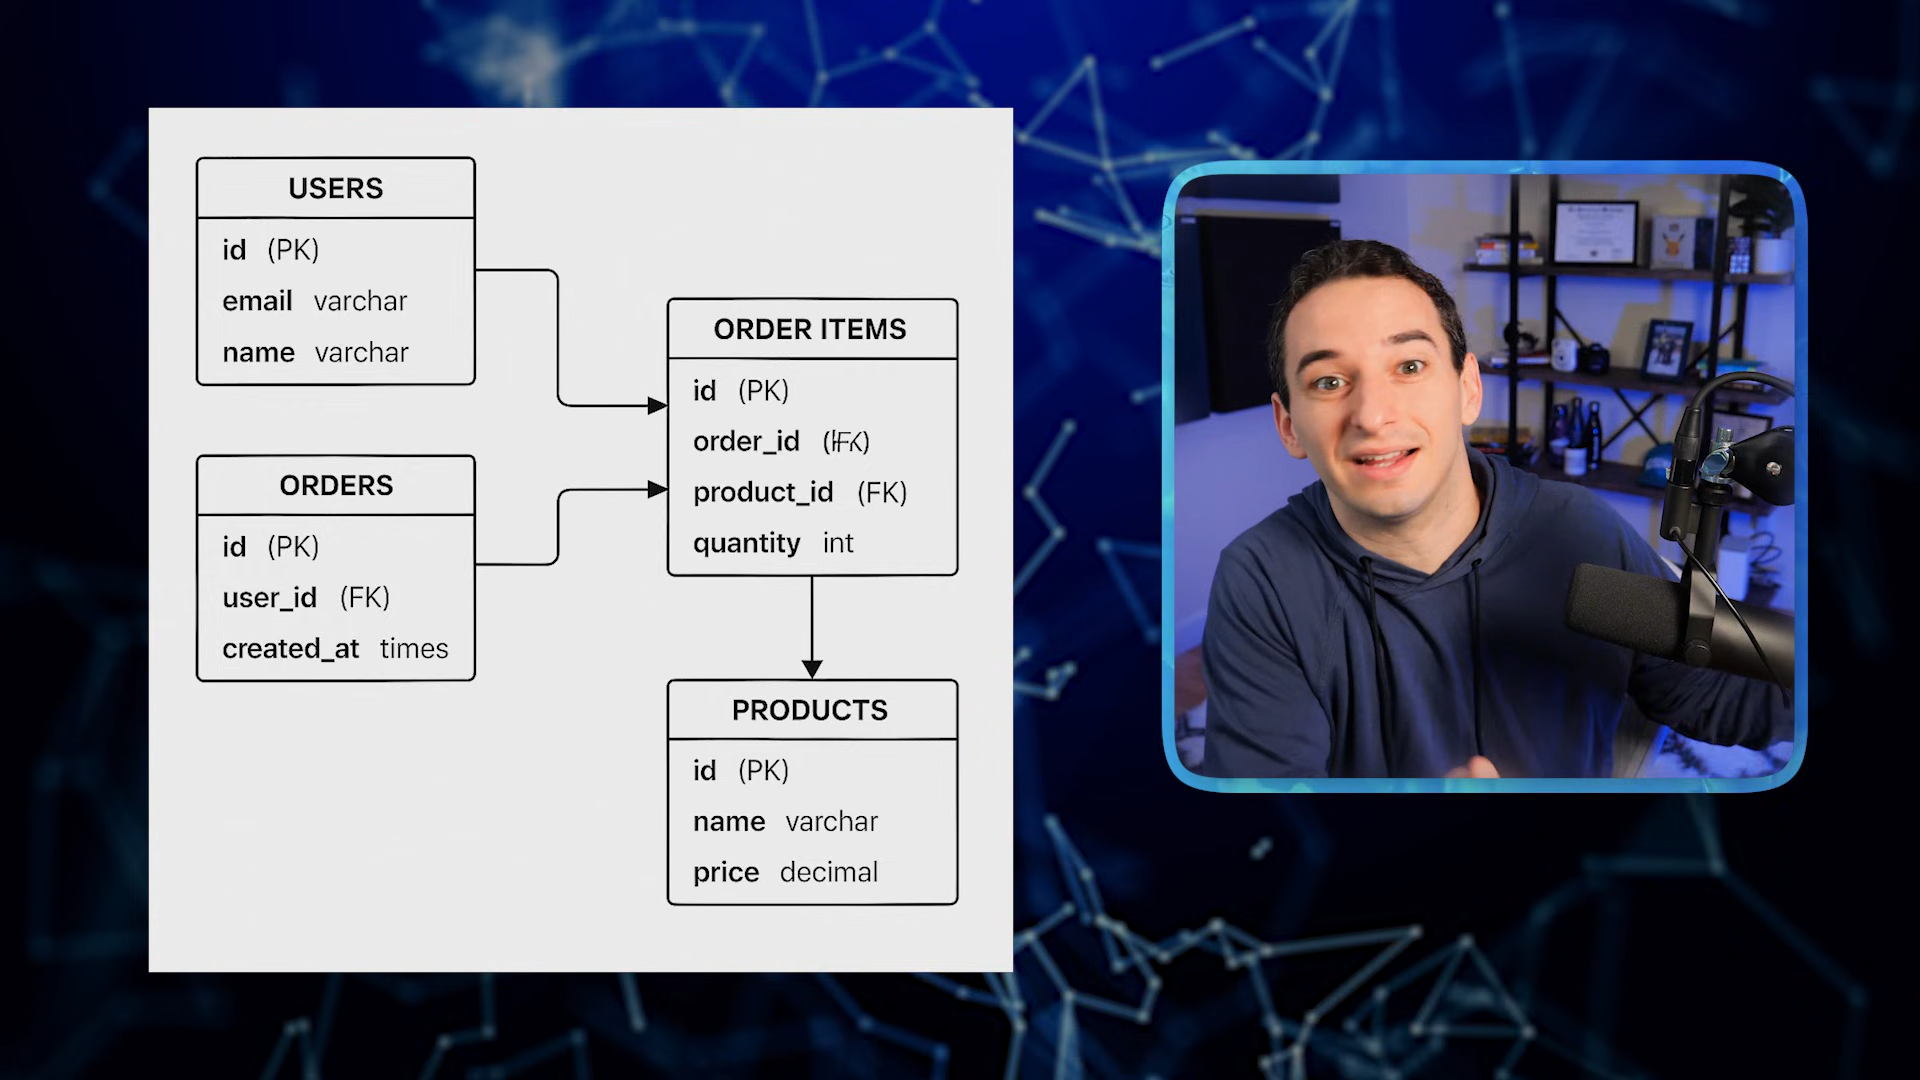 USERS
id (PK)
email varchar
name varchar
ORDERS
id (PK)
user_id (FK)
created_at times
ORDER ITEMS
id (PK)
order_id (FK)
product_id (FK)
quantity int
PRODUCTS
id (PK)
name varchar
price decimal